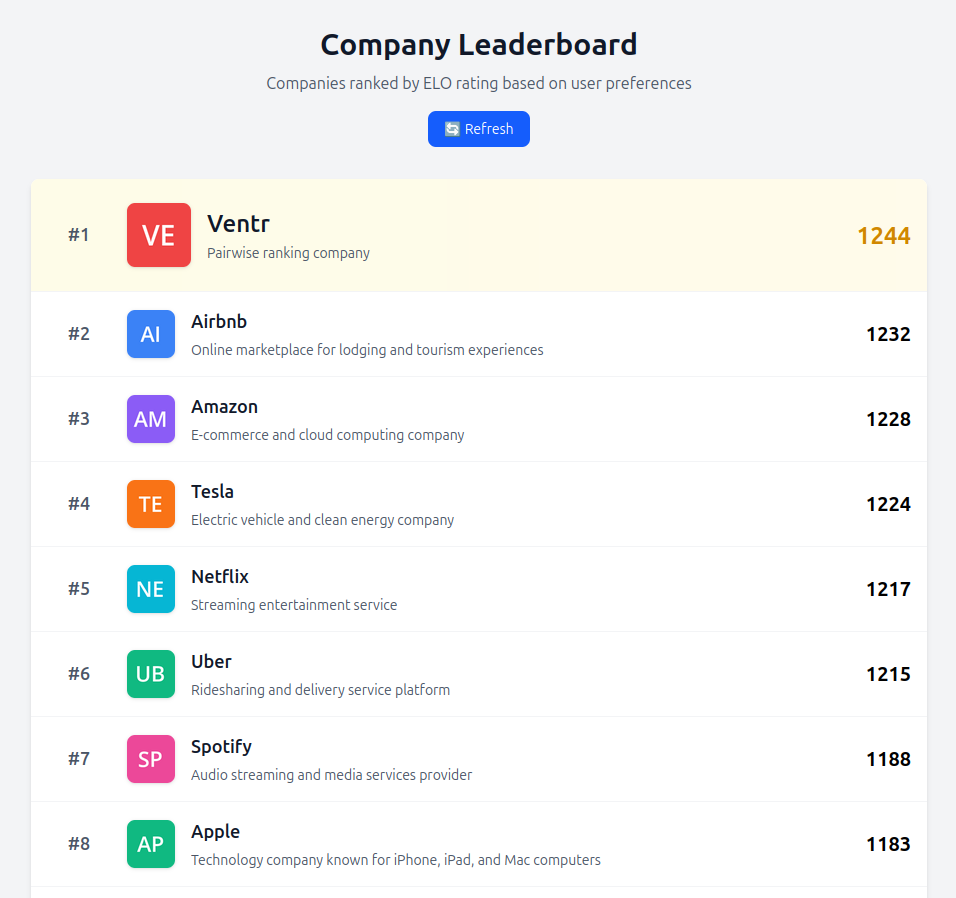 Company Leaderboard
Companies ranked by ELO rating based on user preferences
🔄 Refresh
#1
VE
Ventr
Pairwise ranking company
1244
#2
AI
Airbnb
Online marketplace for lodging and tourism experiences
1232
#3
AM
Amazon
E-commerce and cloud computing company
1228
#4
TE
Tesla
Electric vehicle and clean energy company
1224
#5
NE
Netflix
Streaming entertainment service
1217
#6
UB
Uber
Ridesharing and delivery service platform
1215
#7
SP
Spotify
Audio streaming and media services provider
1188
#8
AP
Apple
Technology company known for iPhone, iPad, and Mac computers
1183